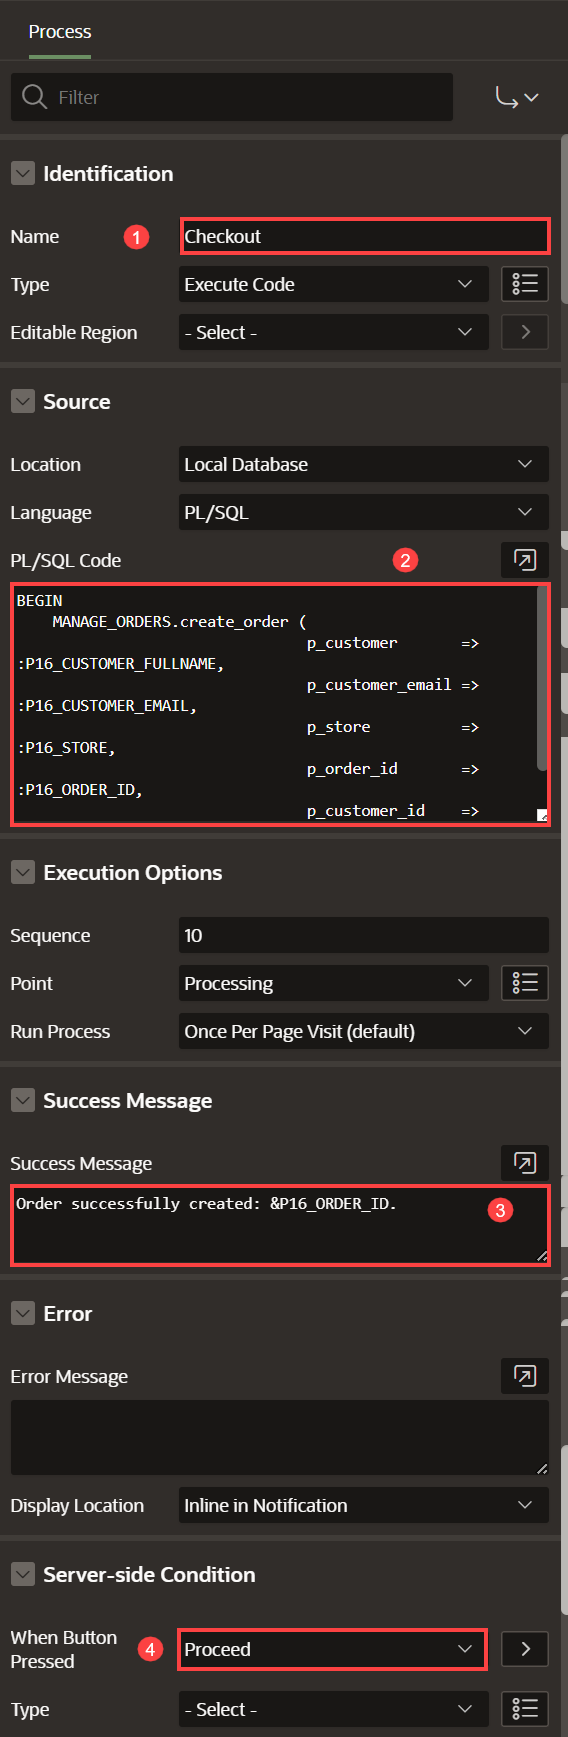 Process
Filter
Identification
Name 1 Checkout
Type Execute Code
Editable Region - Select -
Source
Location Local Database
Language PL/SQL
PL/SQL Code 2
BEGIN
MANAGE_ORDERS.create_order (
p_customer =>
:P16_CUSTOMER_FULLNAME,
p_customer_email =>
:P16_CUSTOMER_EMAIL,
p_store =>
:P16_STORE,
p_order_id =>
:P16_ORDER_ID,
p_customer_id =>
Execution Options
Sequence 10
Point Processing
Run Process Once Per Page Visit (default)
Success Message
Success Message
Order successfully created: &P16_ORDER_ID. 3
Error
Error Message
Display Location Inline in Notification
Server-side Condition
When Button
Pressed 4 Proceed
Type - Select -